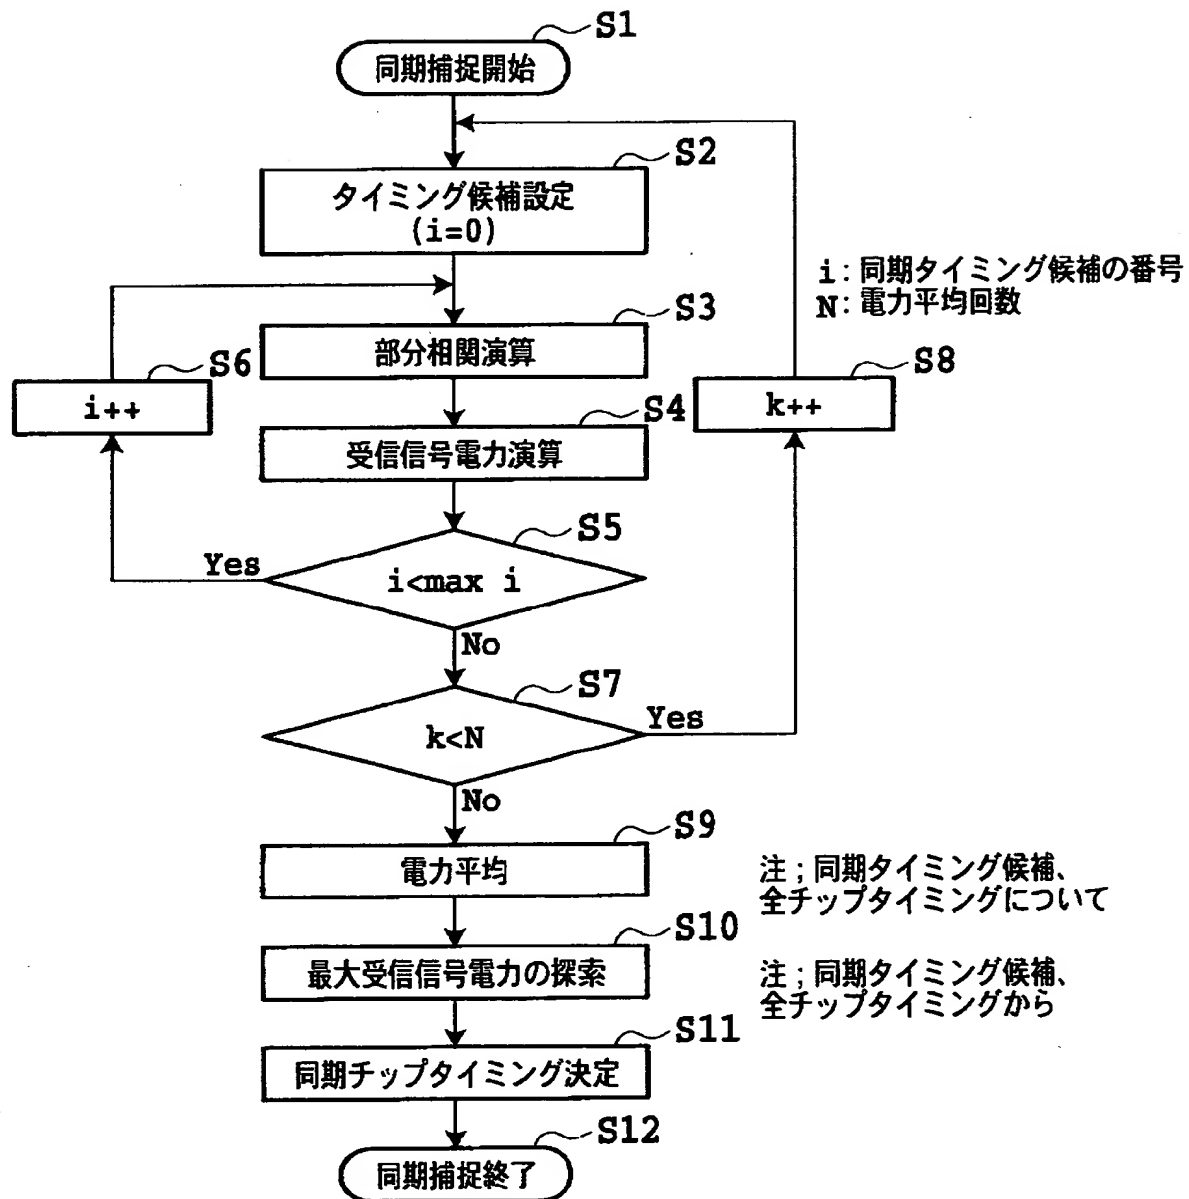 S1
同期捕捉開始
S2
タイミング候補設定
(i=0)
i：同期タイミング候補の番号
N：電力平均回数
S3
部分相関演算
S6
i++
S8
k++
S4
受信信号電力演算
S5
Yes
i<max i
No
S7
k<N
Yes
No
S9
電力平均
注；同期タイミング候補、
全チップタイミングについて
S10
最大受信信号電力の探索
注；同期タイミング候補、
全チップタイミングから
S11
同期チップタイミング決定
S12
同期捕捉終了